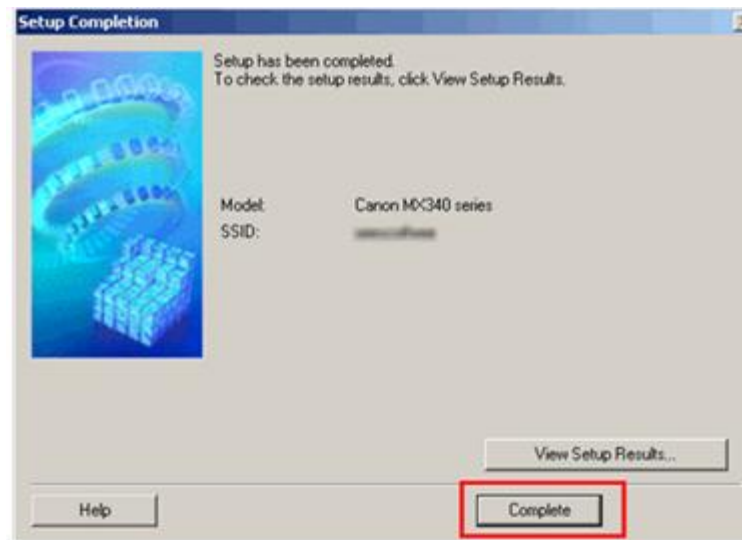 Setup Completion
Setup has been completed.
To check the setup results, click View Setup Results.
Model: Canon MX340 series
SSID:
View Setup Results...
Help Complete